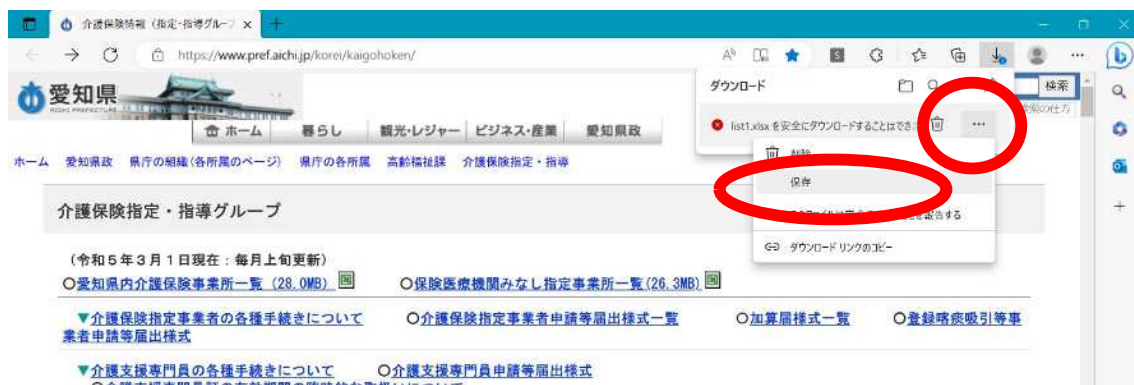 介護保険情報（指定・指導グループ
https://www.pref.aichi.jp/korei/kaigohoken/
愛知県
AICHI PREFECTURE
ホーム 暮らし 観光・レジャー ビジネス・産業 愛知県政
検索
ダウンロード
list1.xlsx を安全にダウンロードすることはでき
削除
保存
報告する
ダウンロード リンクのコピー
ホーム 愛知県政 県庁の組織(各所属のページ) 県庁の各所属 高齢福祉課 介護保険指定・指導
介護保険指定・指導グループ
(令和5年3月1日現在：毎月上旬更新)
○愛知県内介護保険事業所一覧 (28.0MB) ○保険医療機関みなし指定事業所一覧(26.3MB)
▼介護保険指定事業者の各種手続きについて ○介護保険指定事業者申請等届出様式一覧 ○加算届様式一覧 ○登録喀痰吸引等事
業者申請等届出様式
▼介護支援専門員の各種手続きについて ○介護支援専門員申請等届出様式